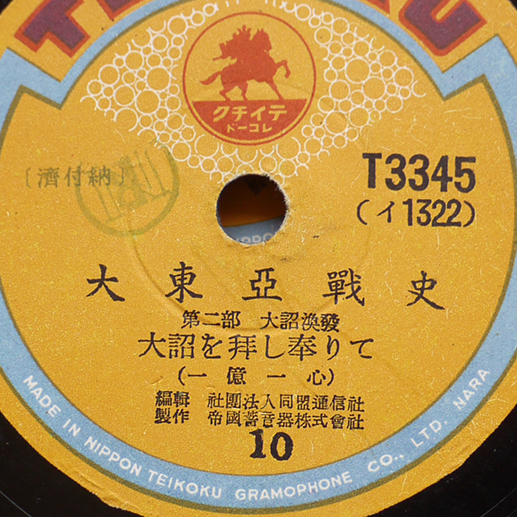 TEIKOKU
クチイテ
ドーコレ
〔濟付納〕
T3345
(イ1322)
大東亞戰史
第二部 大詔渙發
大詔を拜し奉りて
(一億一心)
編輯 社團法人同盟通信社
製作 帝國蓄音器株式會社
10
MADE IN NIPPON TEIKOKU GRAMOPHONE CO., LTD. NARA